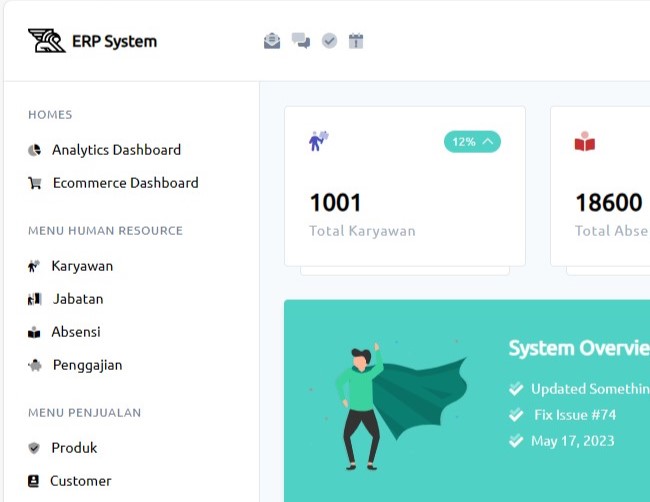 ERP System
HOMES
Analytics Dashboard
Ecommerce Dashboard
MENU HUMAN RESOURCE
Karyawan
Jabatan
Absensi
Penggajian
MENU PENJUALAN
Produk
Customer
12%
1001
Total Karyawan
18600
Total Abse
System Overvie
Updated Somethin
Fix Issue #74
May 17, 2023